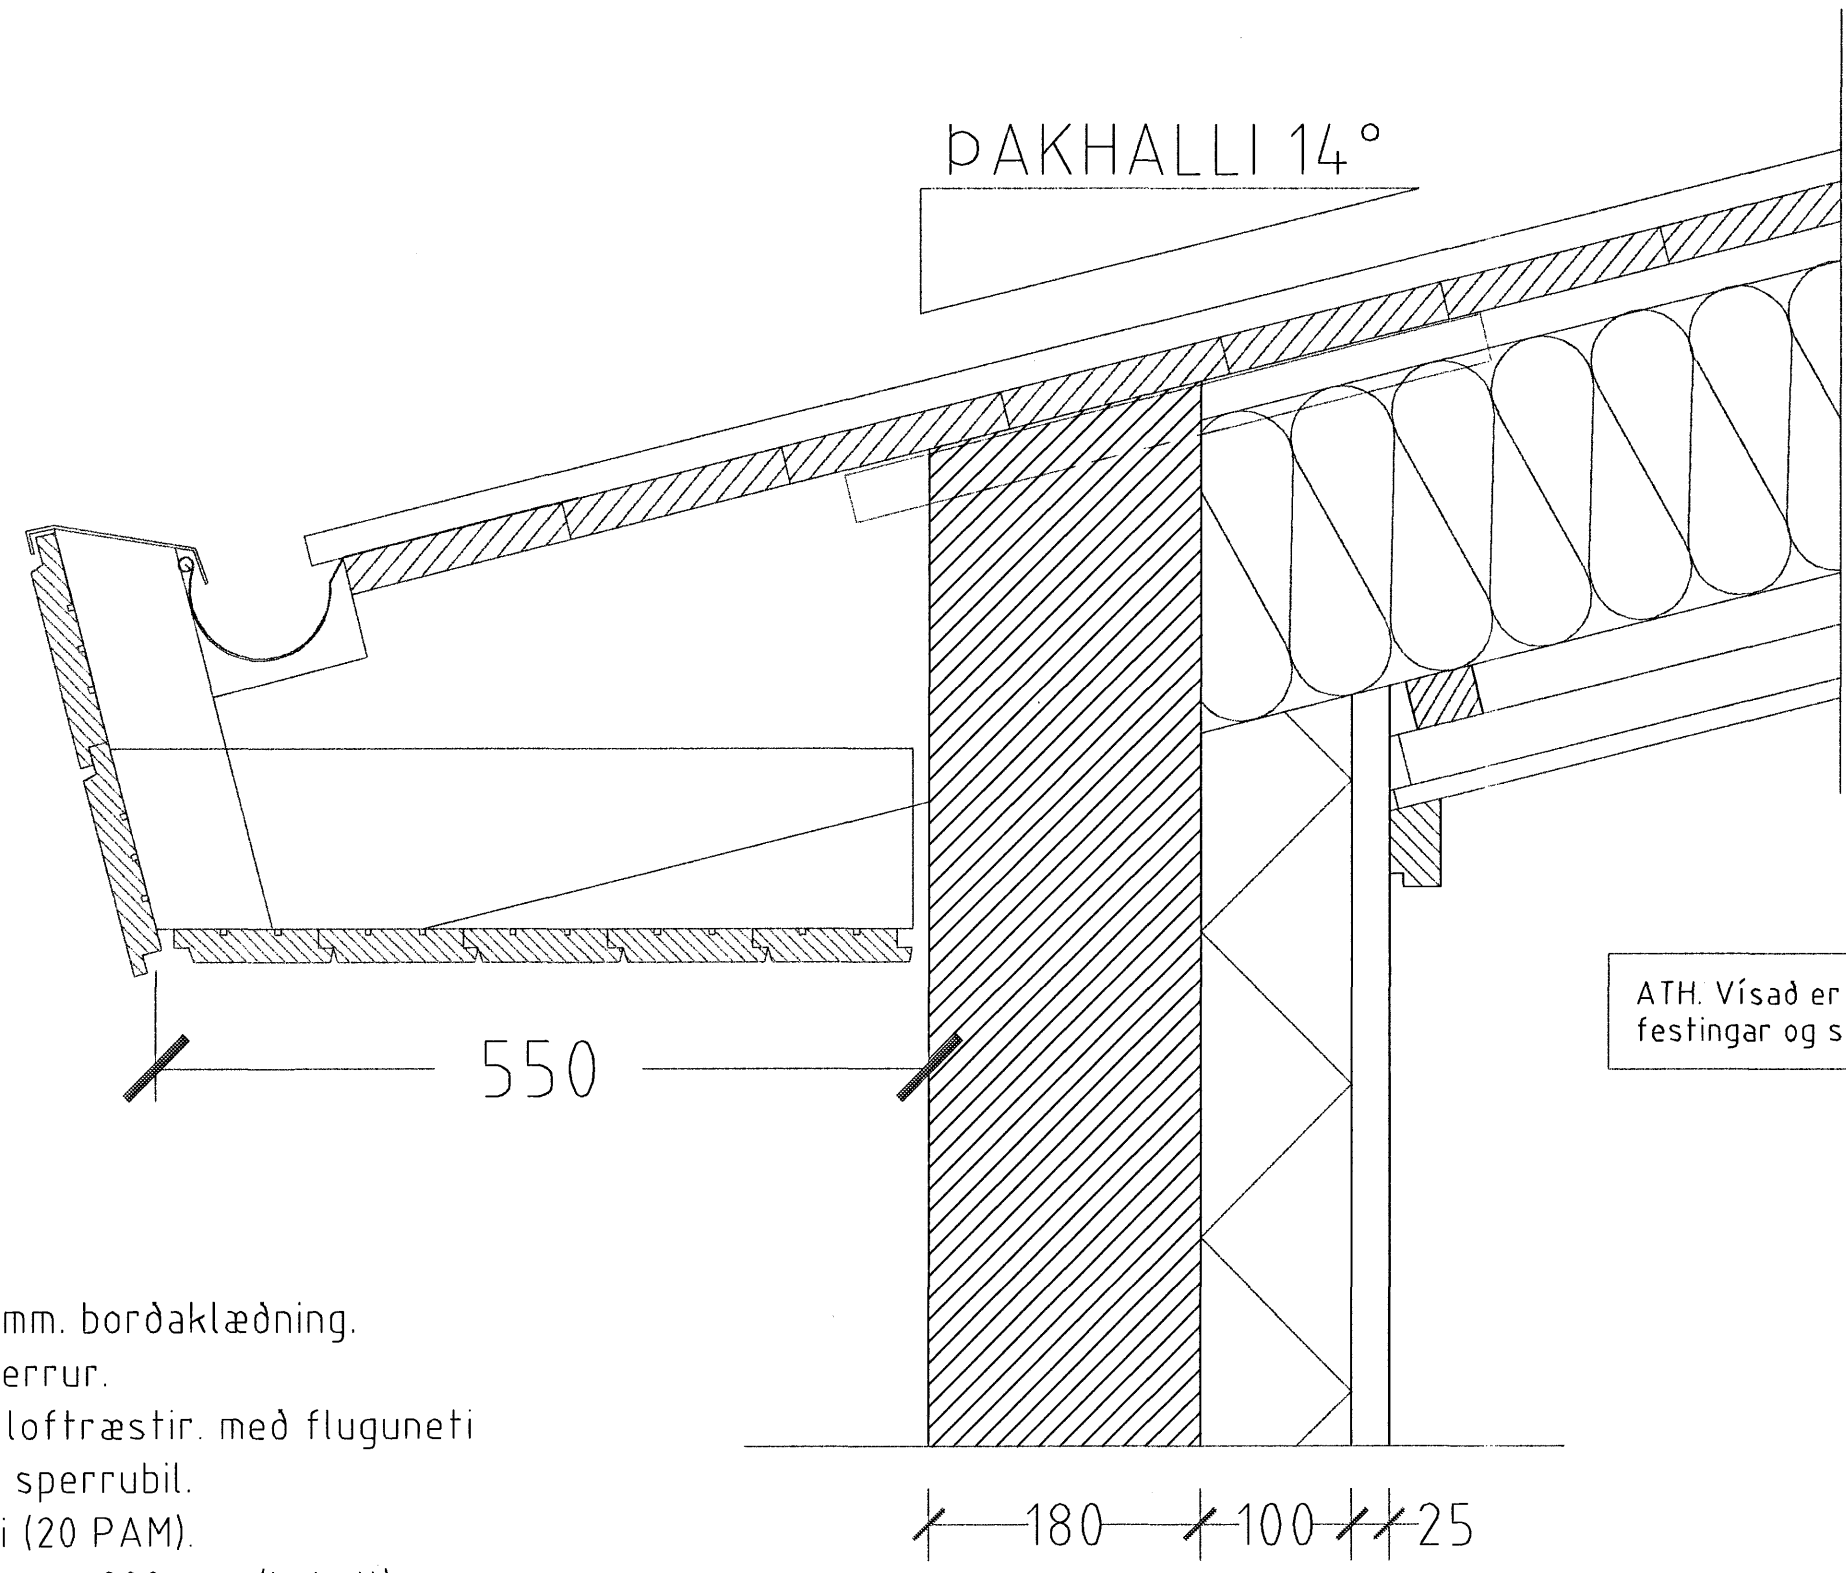 ÞAKHALLI 14°
ATH. Vísað er
festingar og s
550
mm. borðaklæðning.
errur.
loftræstir. með fluguneti
sperrubil.
i (20 PAM).
180 100 25